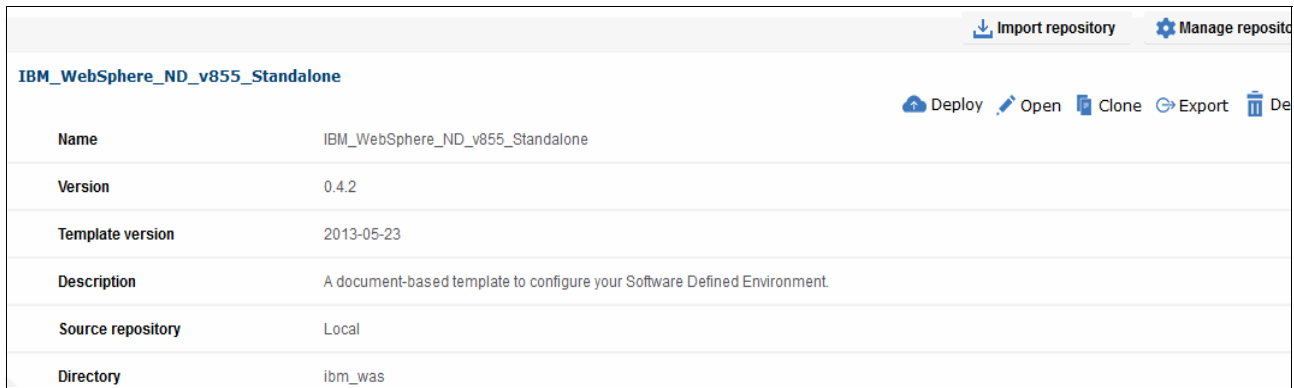 Import repository Manage reposito
IBM_WebSphere_ND_v855_Standalone
Deploy Open Clone Export De
Name IBM_WebSphere_ND_v855_Standalone
Version 0.4.2
Template version 2013-05-23
Description A document-based template to configure your Software Defined Environment.
Source repository Local
Directory ibm_was